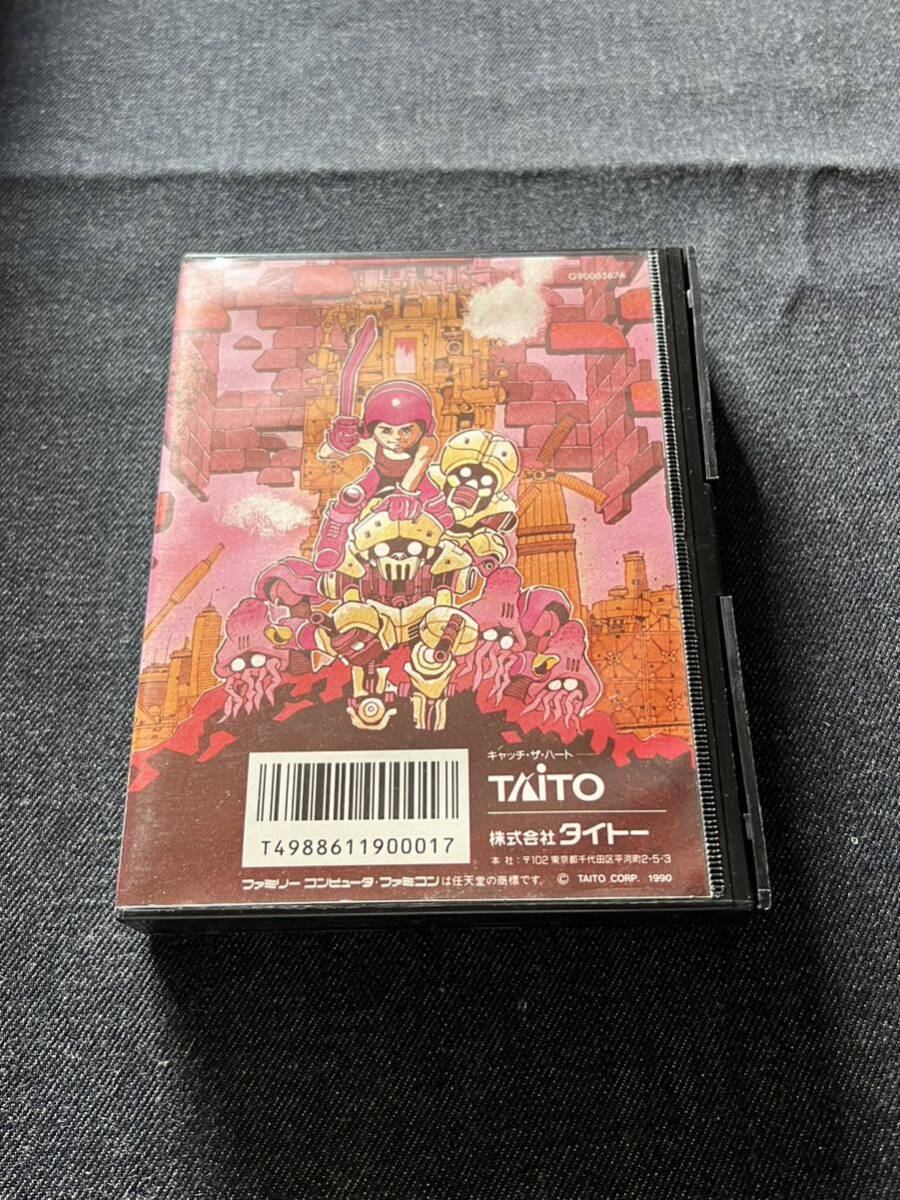 G9000387A
キャッチ・ザ・ハート
TAITO
T4988611900017
株式会社 タイトー
本 社:〒102 東京都千代田区平河町2-5-3
ファミリー コンピュータ・ファミコンは任天堂の商標です。 © TAITO CORP. 1990